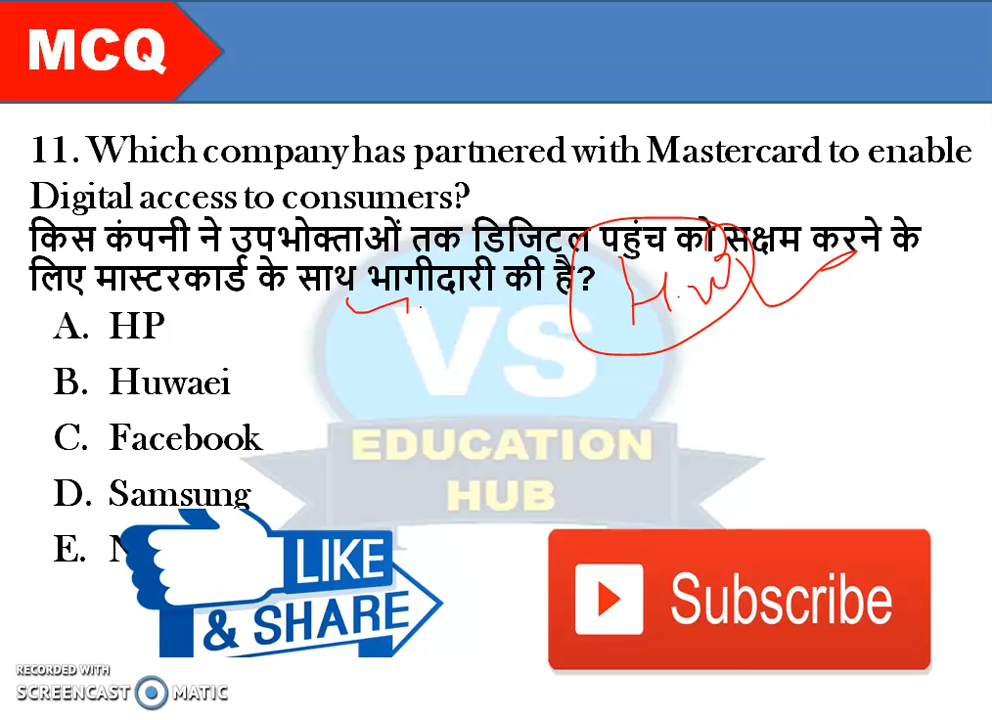 MCQ
11. Which company has partnered with Mastercard to enable
Digital access to consumers?
किस कंपनी ने उपभोक्ताओं तक डिजिटल पहुंच को सक्षम करने के
लिए मास्टरकार्ड के साथ भागीदारी की है?
A. HP
B. Huwaei
C. Facebook
D. Samsung
E. N
VS
EDUCATION
HUB
LIKE
& SHARE
Subscribe
RECORDED WITH
SCREENCAST MATIC